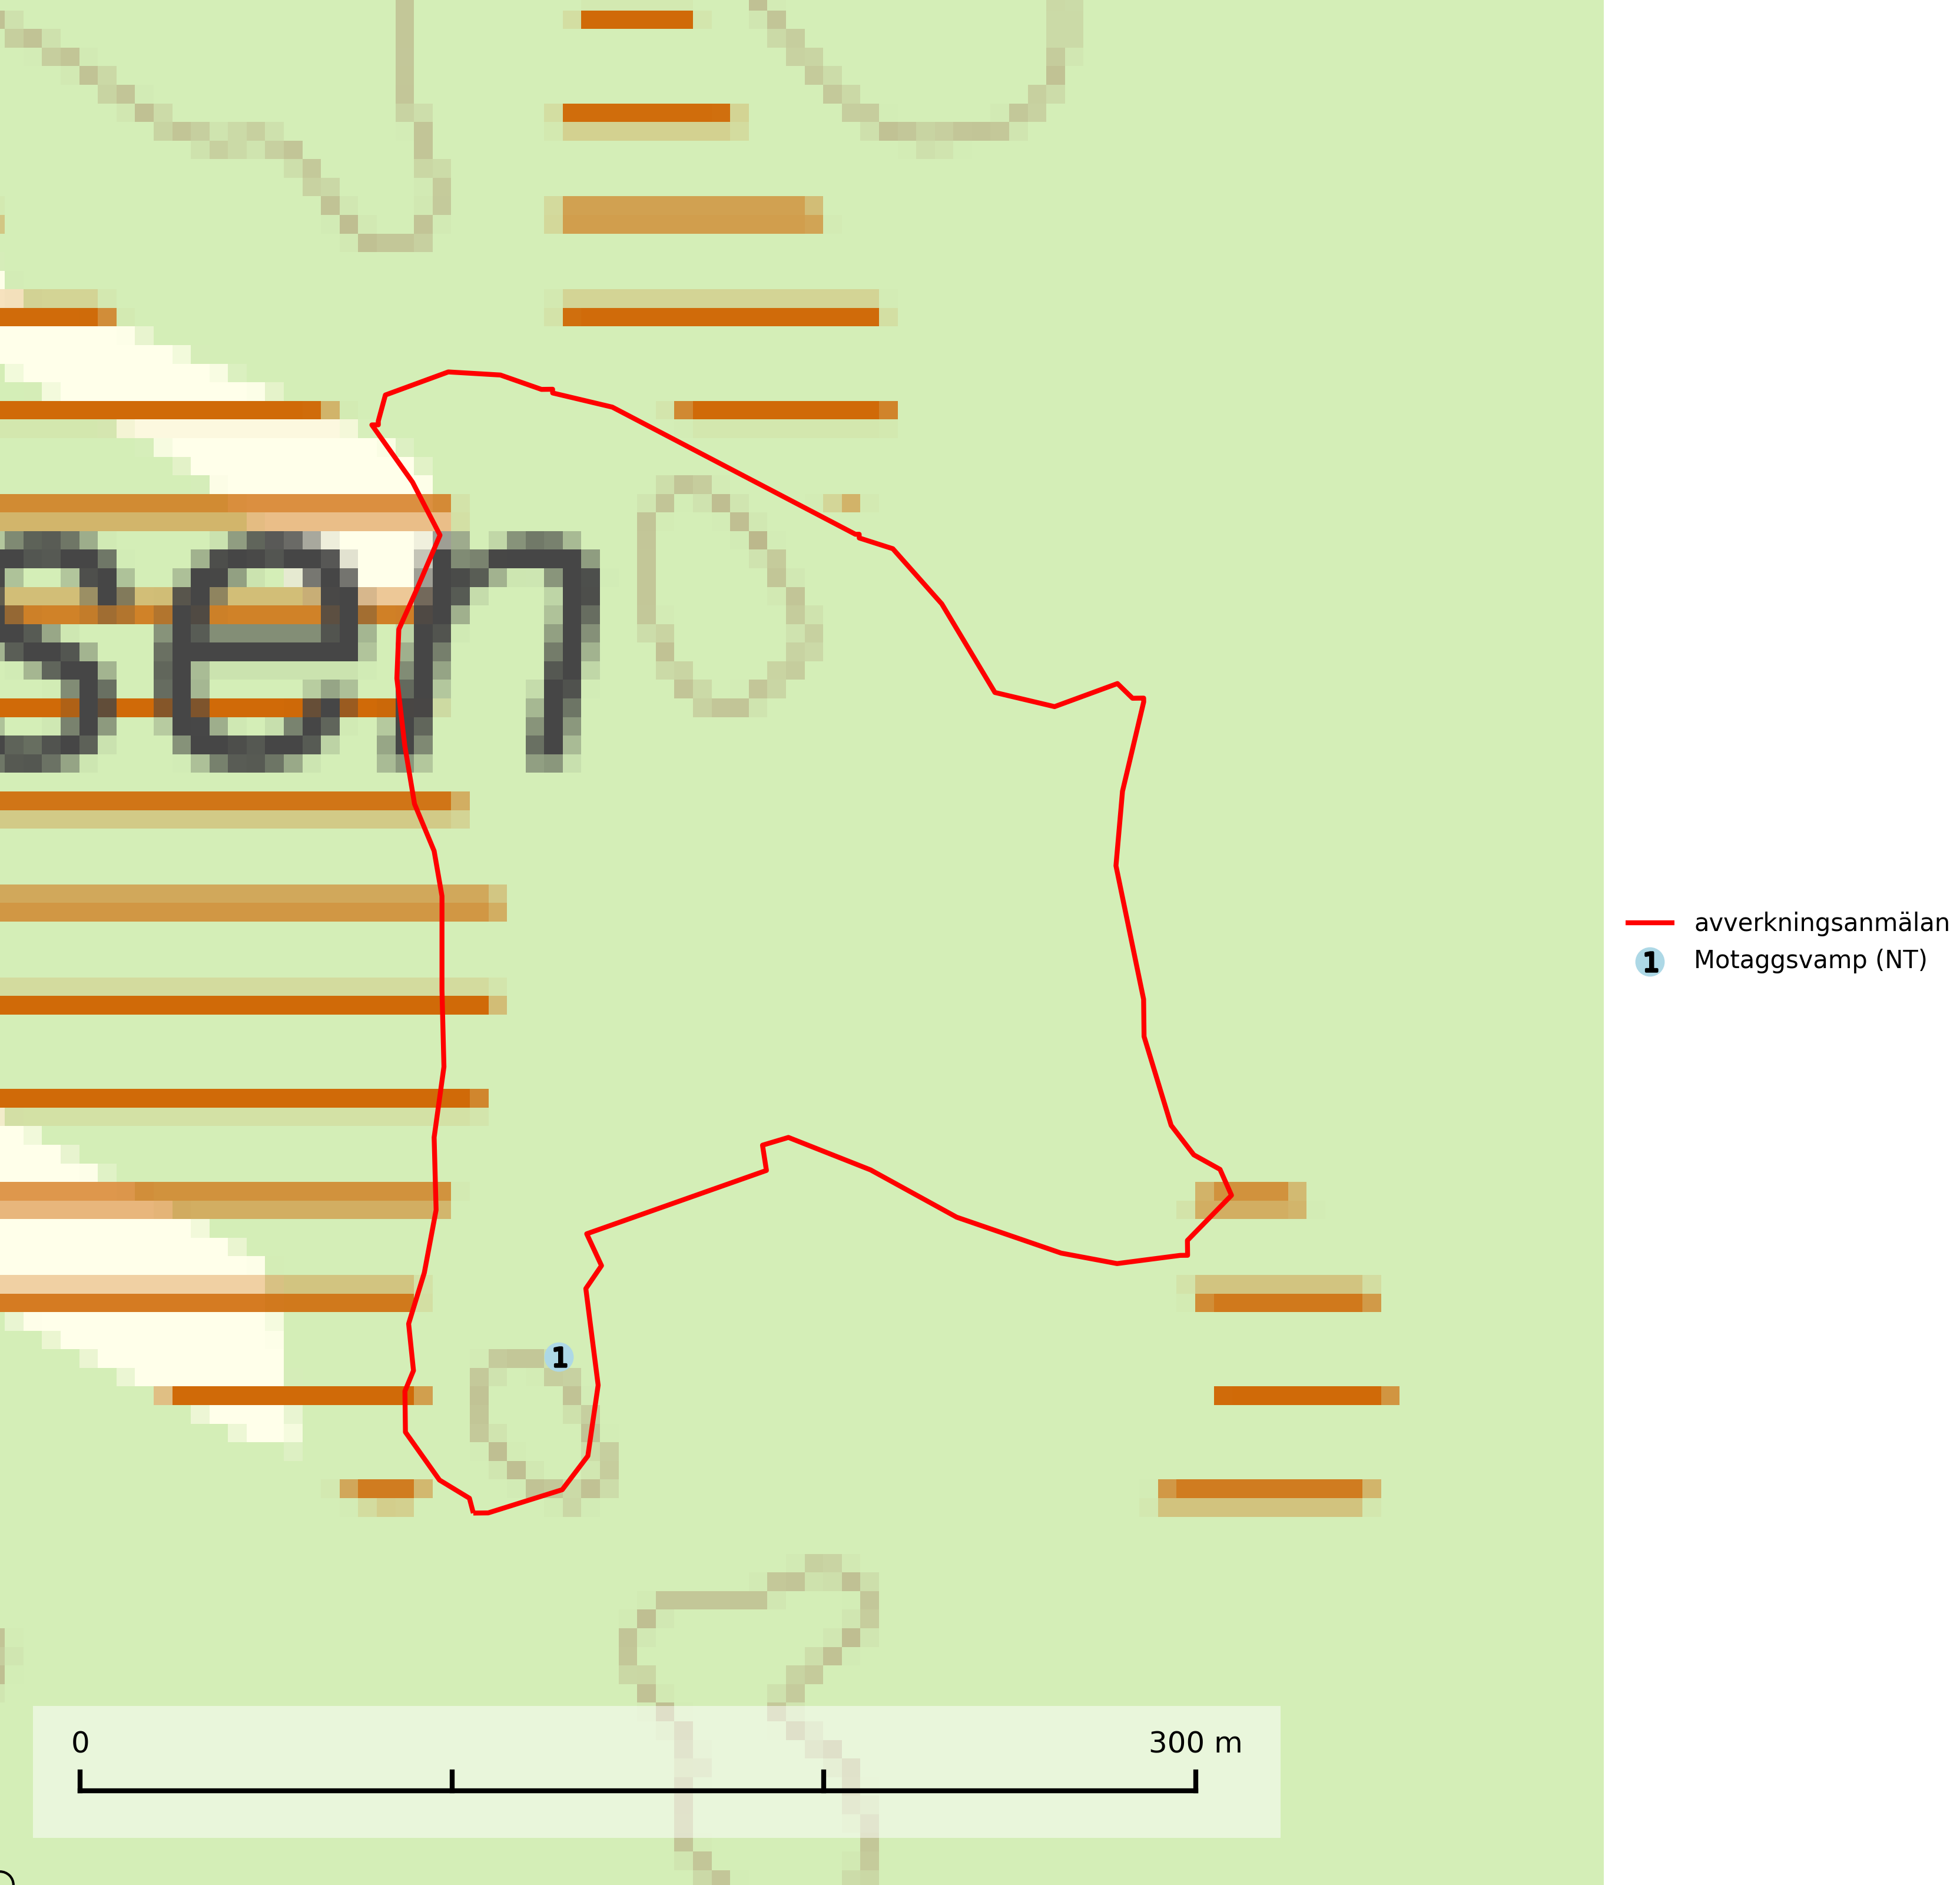 sen
avverkningsanmälan
1 Motaggsvamp (NT)
1
0 300 m